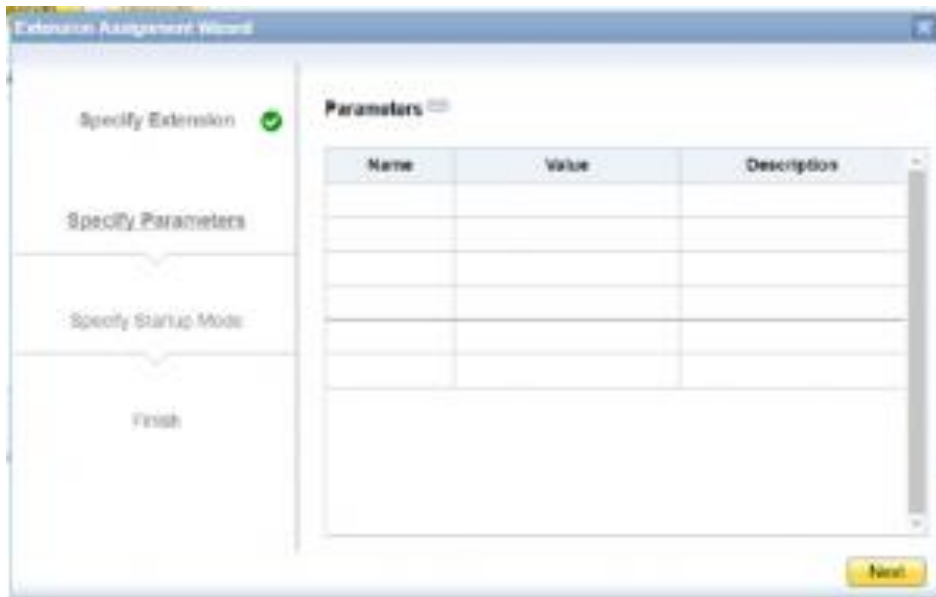 Extension Assignment Wizard
Specify Extension
Specify Parameters
Specify Startup Mode
Finish
Parameters
Name Value Description
Next